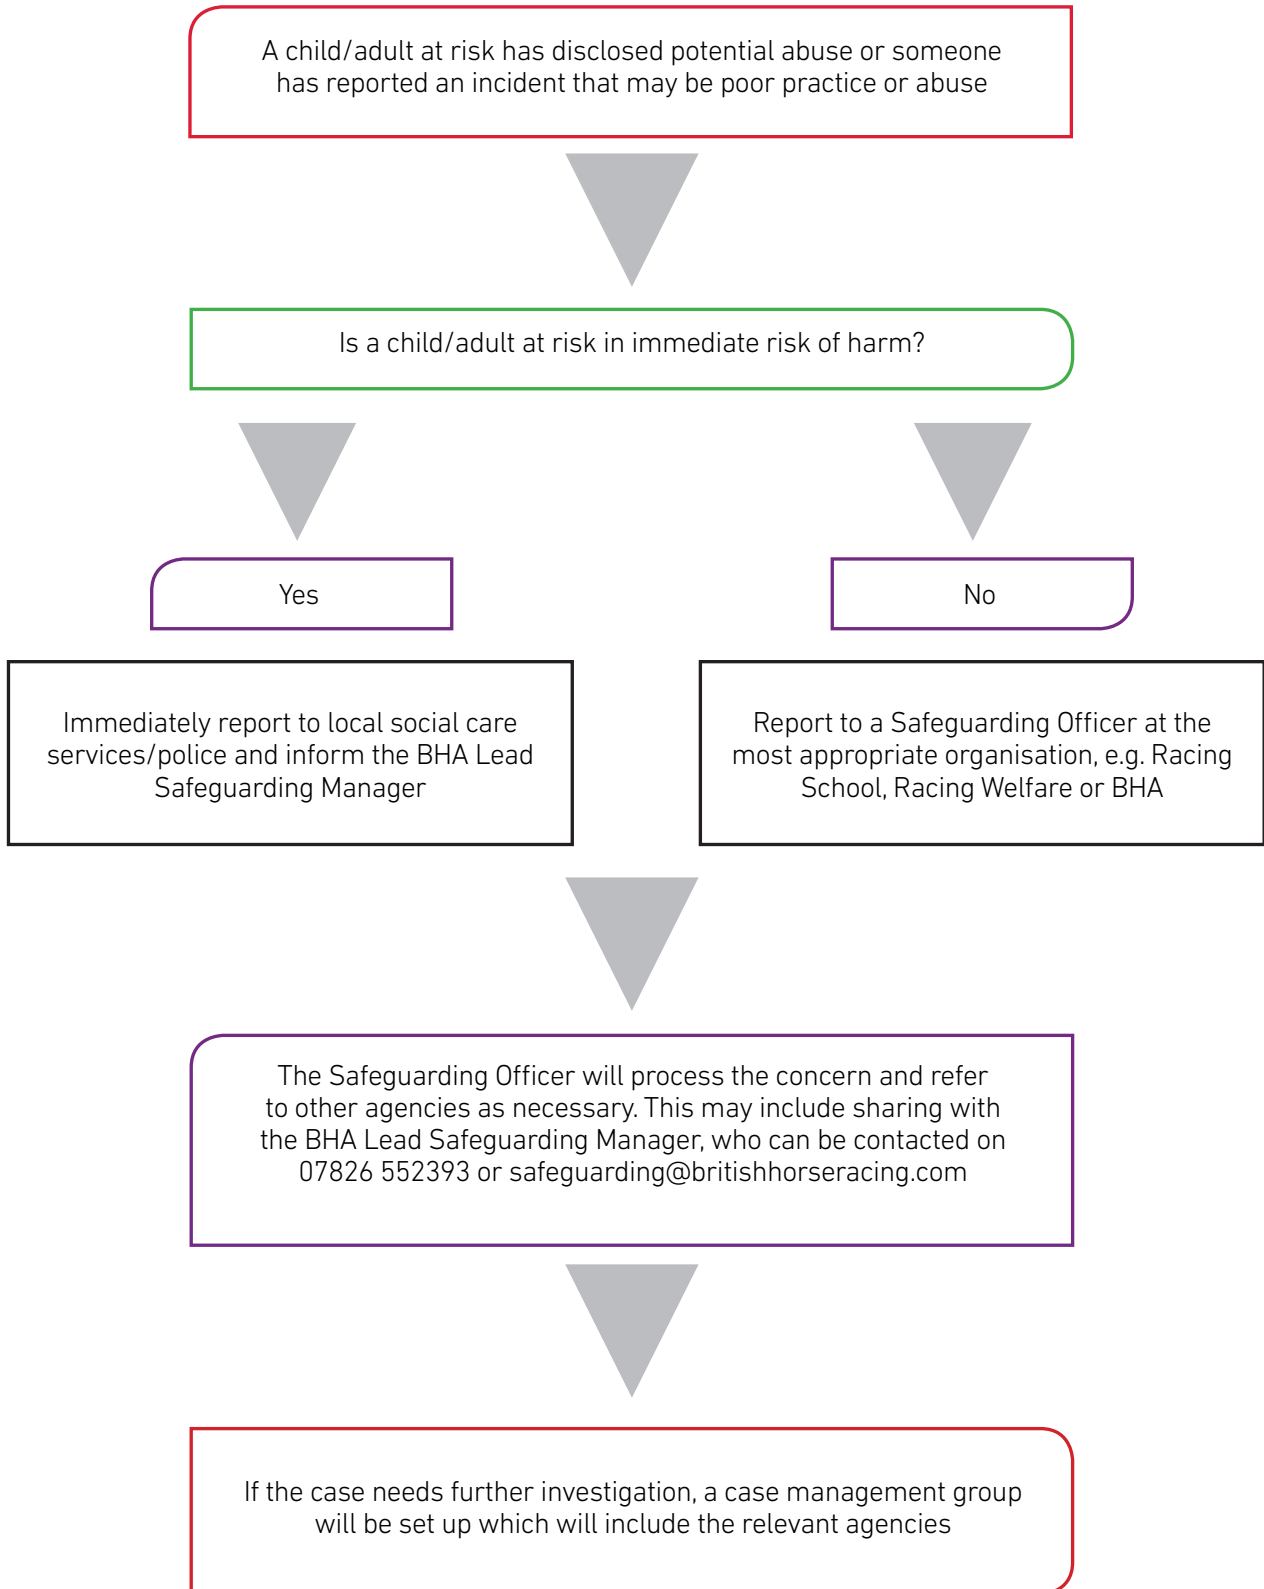 A child/adult at risk has disclosed potential abuse or someone
has reported an incident that may be poor practice or abuse
Is a child/adult at risk in immediate risk of harm?
Yes
No
Immediately report to local social care
services/police and inform the BHA Lead
Safeguarding Manager
Report to a Safeguarding Officer at the
most appropriate organisation, e.g. Racing
School, Racing Welfare or BHA
The Safeguarding Officer will process the concern and refer
to other agencies as necessary. This may include sharing with
the BHA Lead Safeguarding Manager, who can be contacted on
07826 552393 or safeguarding@britishhorseracing.com
If the case needs further investigation, a case management group
will be set up which will include the relevant agencies